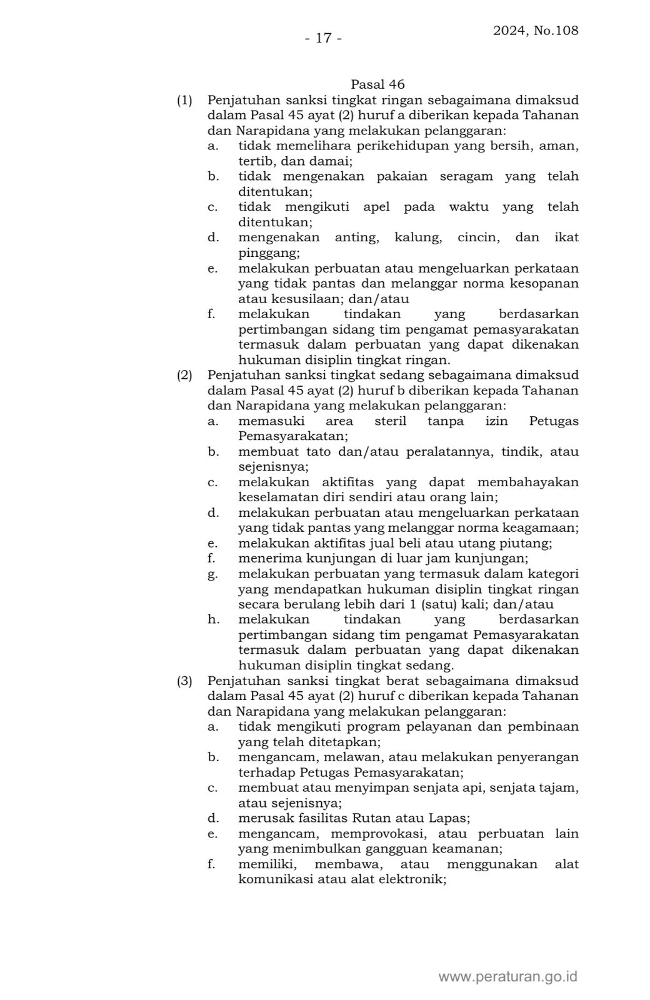 2024, No.108
- 17 -
Pasal 46
(1) Penjatuhan sanksi tingkat ringan sebagaimana dimaksud
dalam Pasal 45 ayat (2) huruf a diberikan kepada Tahanan
dan Narapidana yang melakukan pelanggaran:
a. tidak memelihara perikehidupan yang bersih, aman,
tertib, dan damai;
b. tidak mengenakan pakaian seragam yang telah
ditentukan;
c. tidak mengikuti apel pada waktu yang telah
ditentukan;
d. mengenakan anting, kalung, cincin, dan ikat
pinggang;
e. melakukan perbuatan atau mengeluarkan perkataan
yang tidak pantas dan melanggar norma kesopanan
atau kesusilaan; dan/atau
f. melakukan tindakan yang berdasarkan
pertimbangan sidang tim pengamat pemasyarakatan
termasuk dalam perbuatan yang dapat dikenakan
hukuman disiplin tingkat ringan.
(2) Penjatuhan sanksi tingkat sedang sebagaimana dimaksud
dalam Pasal 45 ayat (2) huruf b diberikan kepada Tahanan
dan Narapidana yang melakukan pelanggaran:
a. memasuki area steril tanpa izin Petugas
Pemasyarakatan;
b. membuat tato dan/atau peralatannya, tindik, atau
sejenisnya;
c. melakukan aktifitas yang dapat membahayakan
keselamatan diri sendiri atau orang lain;
d. melakukan perbuatan atau mengeluarkan perkataan
yang tidak pantas yang melanggar norma keagamaan;
e. melakukan aktifitas jual beli atau utang piutang;
f. menerima kunjungan di luar jam kunjungan;
g. melakukan perbuatan yang termasuk dalam kategori
yang mendapatkan hukuman disiplin tingkat ringan
secara berulang lebih dari 1 (satu) kali; dan/atau
h. melakukan tindakan yang berdasarkan
pertimbangan sidang tim pengamat Pemasyarakatan
termasuk dalam perbuatan yang dapat dikenakan
hukuman disiplin tingkat sedang.
(3) Penjatuhan sanksi tingkat berat sebagaimana dimaksud
dalam Pasal 45 ayat (2) huruf c diberikan kepada Tahanan
dan Narapidana yang melakukan pelanggaran:
a. tidak mengikuti program pelayanan dan pembinaan
yang telah ditetapkan;
b. mengancam, melawan, atau melakukan penyerangan
terhadap Petugas Pemasyarakatan;
c. membuat atau menyimpan senjata api, senjata tajam,
atau sejenisnya;
d. merusak fasilitas Rutan atau Lapas;
e. mengancam, memprovokasi, atau perbuatan lain
yang menimbulkan gangguan keamanan;
f. memiliki, membawa, atau menggunakan alat
komunikasi atau alat elektronik;
www.peraturan.go.id